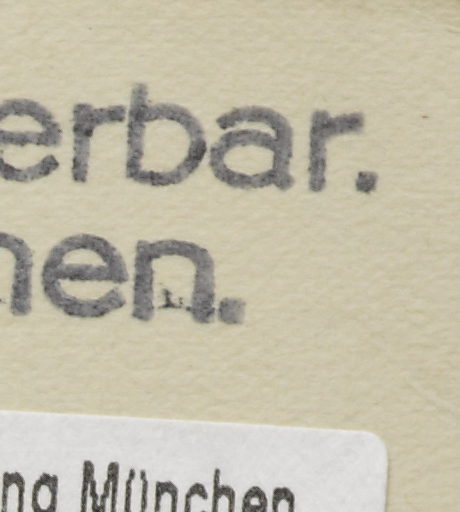 erbar.
nen.
ng München